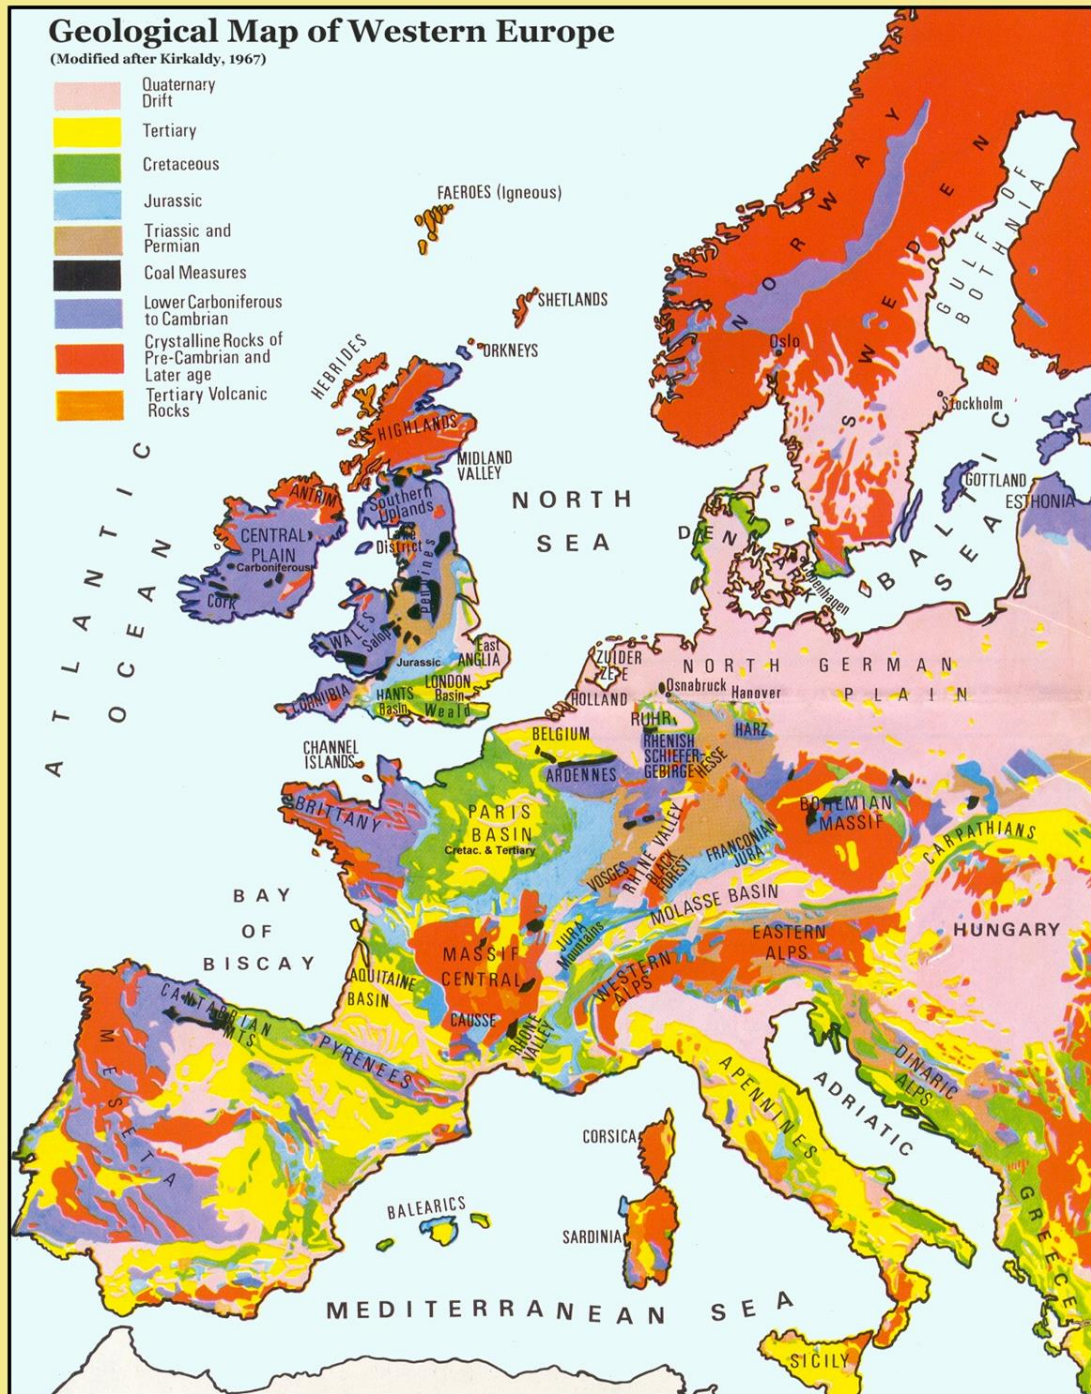 Geological Map of Western Europe
(Modified after Kirkaldy, 1967)
Quaternary
Drift
Tertiary
Cretaceous
Jurassic
Triassic and
Permian
Coal Measures
Lower Carboniferous
to Cambrian
Crystalline Rocks of
Pre-Cambrian and
Later age
Tertiary Volcanic
Rocks
FAEROES (Igneous)
SHETLANDS
ORKNEYS
HEBRIDES
HIGHLANDS
MIDLAND
VALLEY
NORWAY
SWEDEN
GULF OF
BOTHNIA
Oslo
Stockholm
GOTTLAND
ESTHONIA
BALTIC
SEA
ATLANTIC
OCEAN
NORTH
SEA
ANTRIM
CENTRAL
PLAIN
Carboniferous
Cork
Southern
Uplands
Lake
District
Pennines
WALES
Salop
Jurassic
East
ANGLIA
LONDON
Basin
HANTS
Basin
Weald
CORNUBIA
DENMARK
Copenhagen
ZUIDER
ZEE
HOLLAND
NORTH GERMAN
PLAIN
Osnabruck
Hanover
RUHR
HARZ
BELGIUM
RHENISH
SCHIEFER-
GEBIRGE
HESSE
ARDENNES
CHANNEL
ISLANDS
BRITTANY
PARIS
BASIN
Cretac. & Tertiary
BOHEMIAN
MASSIF
CARPATHIANS
VOSGES
RHINE VALLEY
BLACK
FOREST
FRANCONIAN
JURA
MOLASSE BASIN
JURA
Mountains
HUNGARY
EASTERN
ALPS
WESTERN
ALPS
BAY
OF
BISCAY
MASSIF
CENTRAL
AQUITAINE
BASIN
CAUSSE
RHONE
VALLEY
CANTABRIAN
MTS
PYRENEES
MESETA
APENNINES
ADRIATIC
DINARIC
ALPS
GREECE
CORSICA
SARDINIA
BALEARICS
MEDITERRANEAN SEA
SICILY